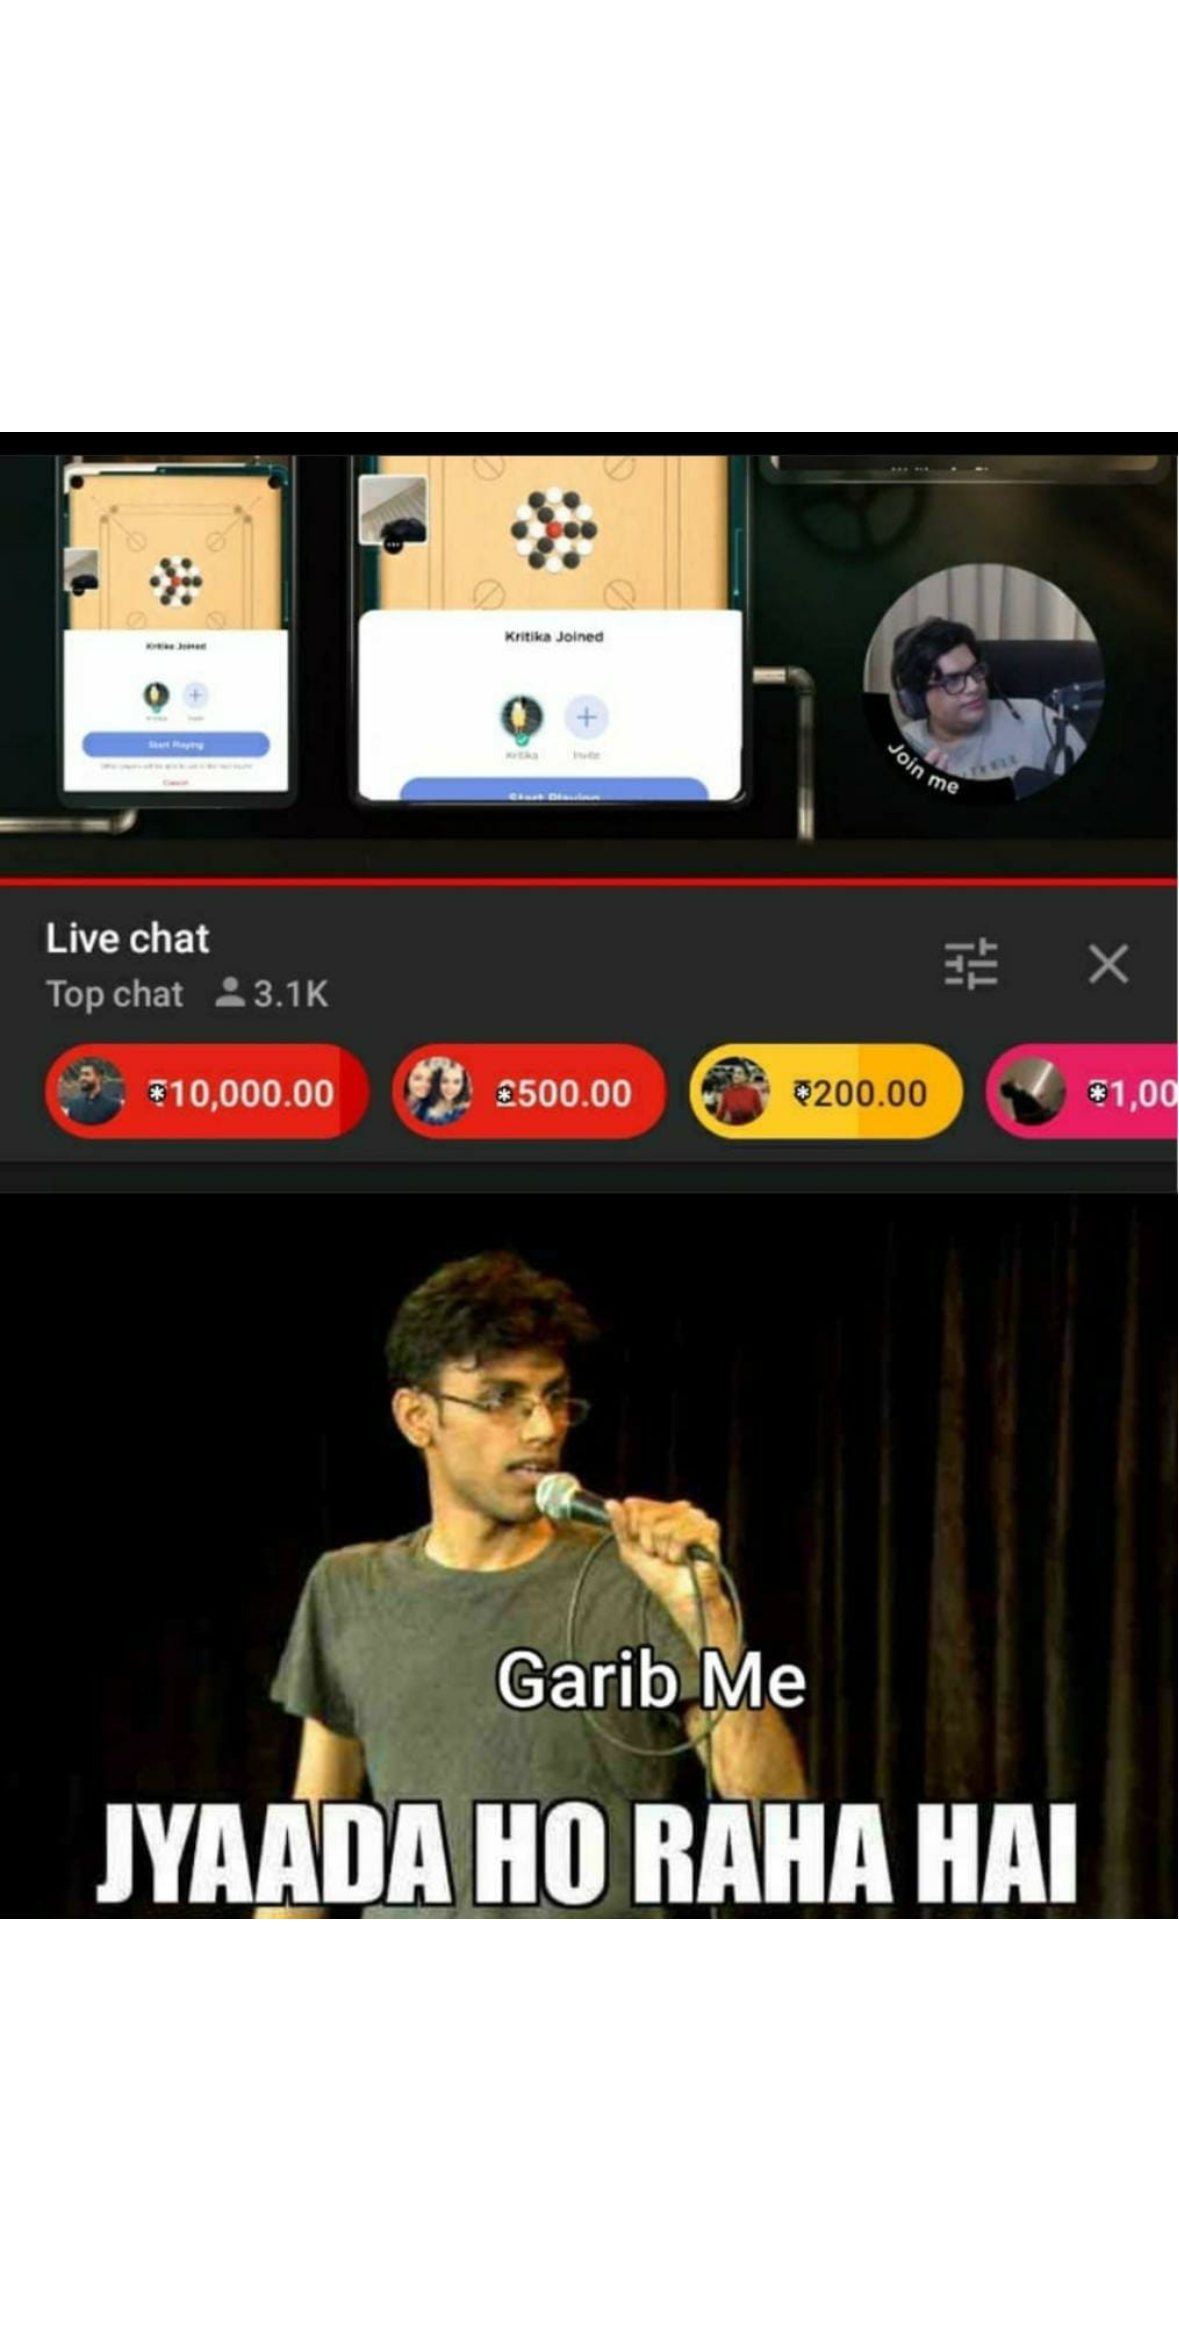 Kritika Joined
Kritika Joined
Kritika
Invite
Start Playing
Start Playing
Cancel
Join me
Live chat
Top chat 3.1K
10,000.00
500.00
200.00
1,00
Garib Me
JYAADA HO RAHA HAI